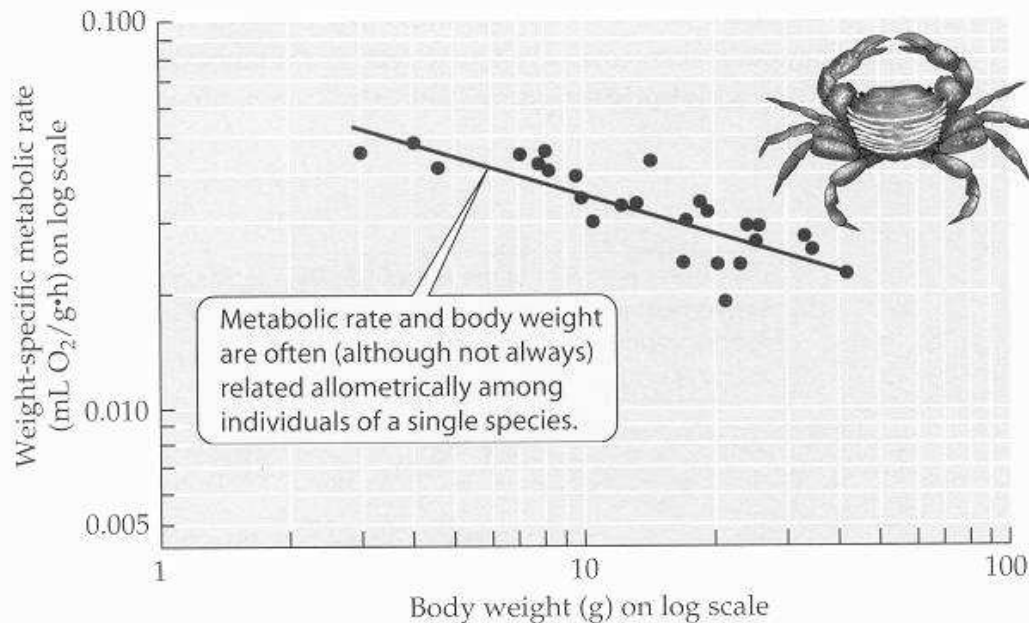 Weight-specific metabolic rate
(mL O₂/g•h) on log scale
0.100
0.010
0.005
Metabolic rate and body weight
are often (although not always)
related allometrically among
individuals of a single species.
1
10
100
Body weight (g) on log scale